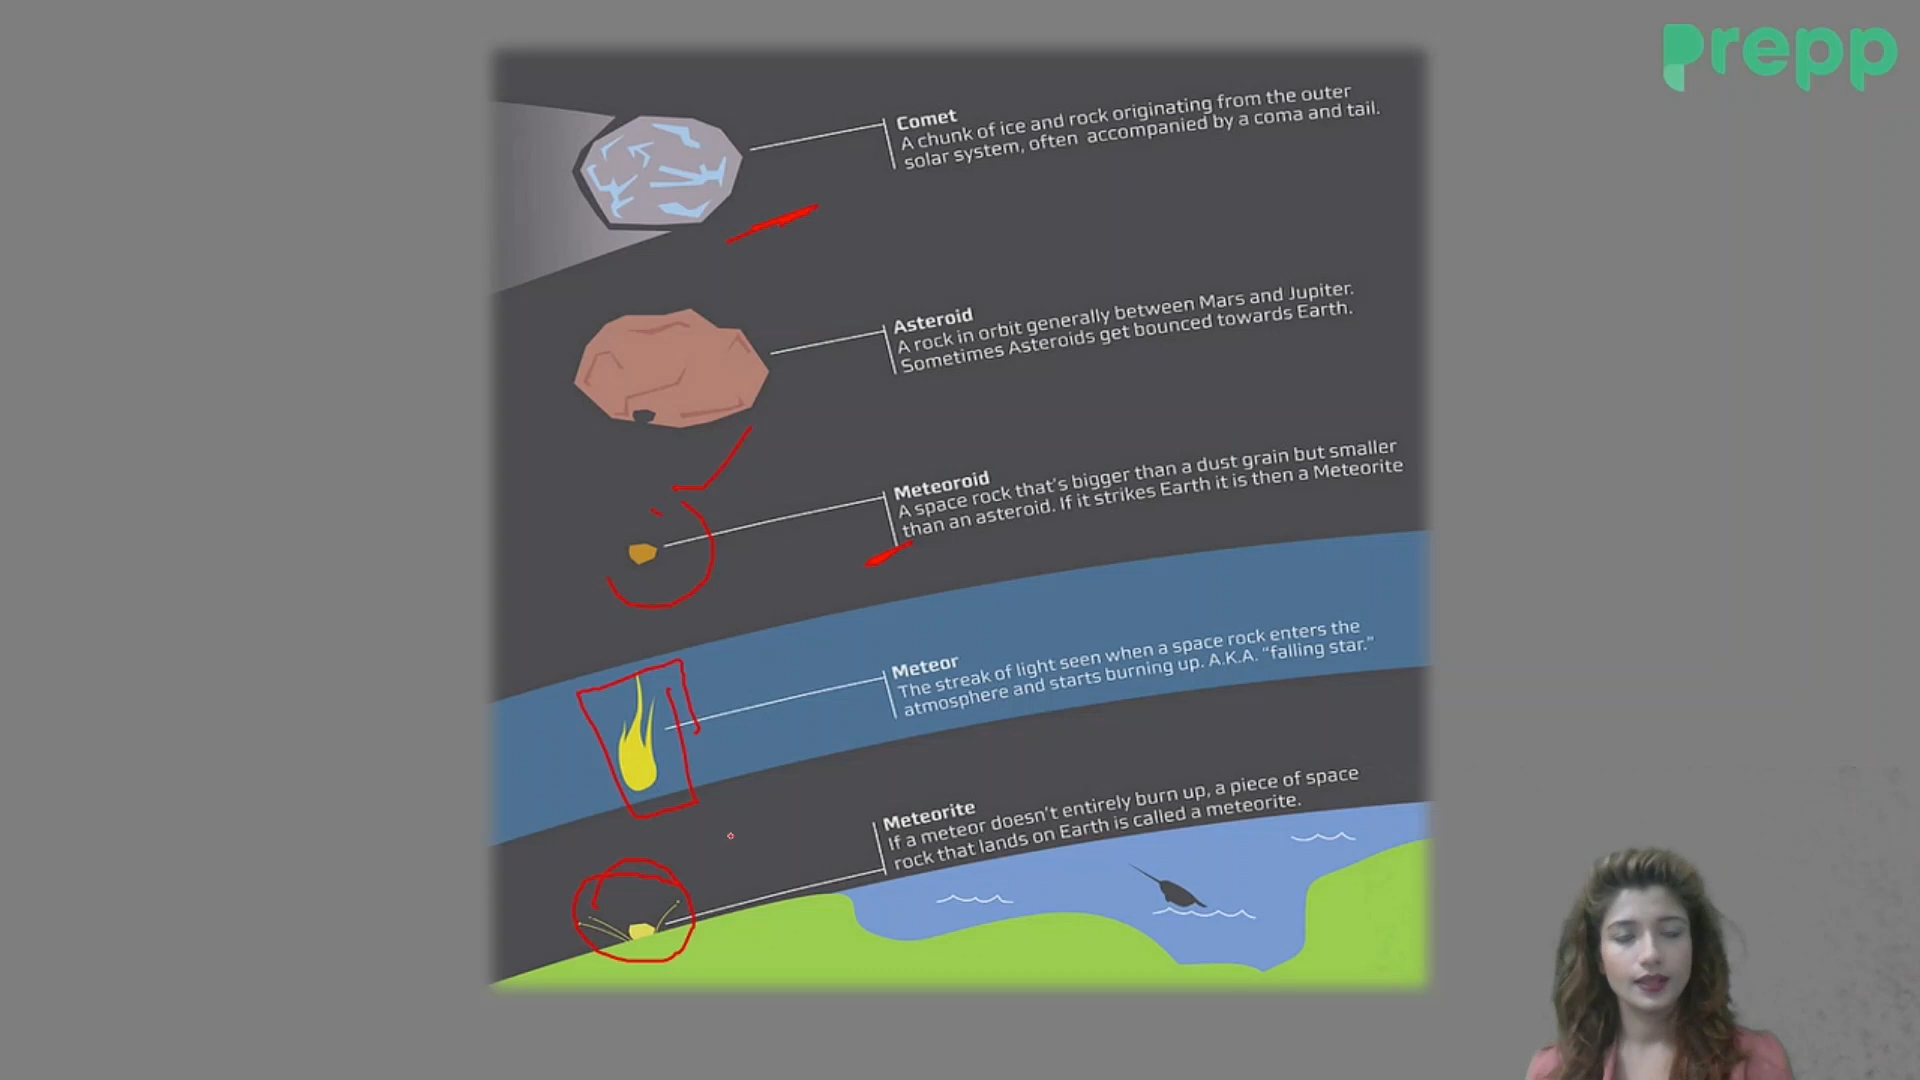 prepp
Comet
A chunk of ice and rock originating from the outer
solar system, often accompanied by a coma and tail.
Asteroid
A rock in orbit generally between Mars and Jupiter.
Sometimes Asteroids get bounced towards Earth.
Meteoroid
A space rock that's bigger than a dust grain but smaller
than an asteroid. If it strikes Earth it is then a Meteorite
Meteor
The streak of light seen when a space rock enters the
atmosphere and starts burning up. A.K.A. “falling star.”
Meteorite
If a meteor doesn't entirely burn up, a piece of space
rock that lands on Earth is called a meteorite.